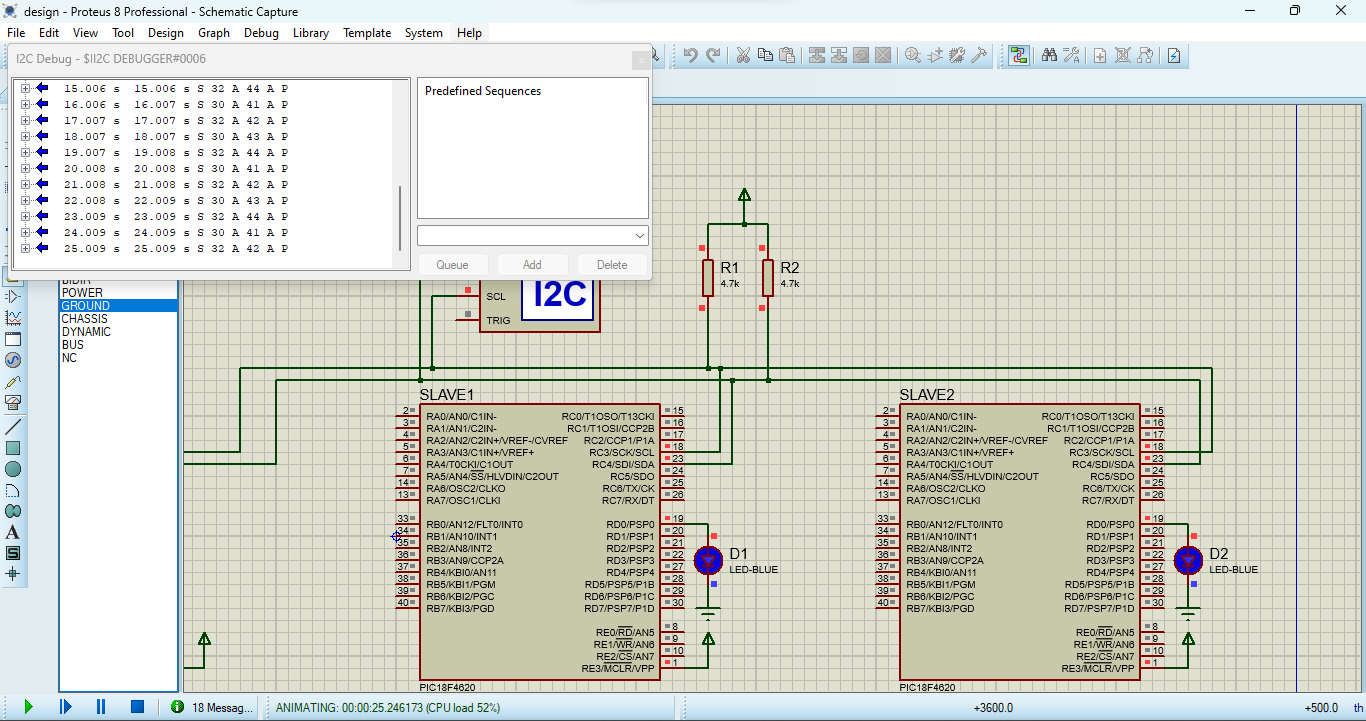 design - Proteus 8 Professional - Schematic Capture
File Edit View Tool Design Graph Debug Library Template System Help
I2C Debug - $II2C DEBUGGER#0006
15.006 s 15.006 s S 32 A 44 A P
16.006 s 16.007 s S 30 A 41 A P
17.007 s 17.007 s S 32 A 42 A P
18.007 s 18.007 s S 30 A 43 A P
19.007 s 19.008 s S 32 A 44 A P
20.008 s 20.008 s S 30 A 41 A P
21.008 s 21.008 s S 32 A 42 A P
22.008 s 22.009 s S 30 A 43 A P
23.009 s 23.009 s S 32 A 44 A P
24.009 s 24.009 s S 30 A 41 A P
25.009 s 25.009 s S 32 A 42 A P
Predefined Sequences
Queue Add Delete
POWER
GROUND
CHASSIS
DYNAMIC
BUS
NC
SCL
TRIG
I2C
R1
4.7k
R2
4.7k
SLAVE1
2 RA0/AN0/C1IN- RC0/T1OSO/T13CKI 15
3 RA1/AN1/C2IN- RC1/T1OSI/CCP2B 16
4 RA2/AN2/C2IN+/VREF-/CVREF RC2/CCP1/P1A 17
5 RA3/AN3/C1IN+/VREF+ RC3/SCK/SCL 18
6 RA4/T0CKI/C1OUT RC4/SDI/SDA 23
7 RA5/AN4/SS/HLVDIN/C2OUT RC5/SDO 24
14 RA6/OSC2/CLKO RC6/TX/CK 25
13 RA7/OSC1/CLKI RC7/RX/DT 26
33 RB0/AN12/FLT0/INT0 RD0/PSP0 19
34 RB1/AN10/INT1 RD1/PSP1 20
35 RB2/AN8/INT2 RD2/PSP2 21
36 RB3/AN9/CCP2A RD3/PSP3 22
37 RB4/KBI0/AN11 RD4/PSP4 27
38 RB5/KBI1/PGM RD5/PSP5/P1B 28
39 RB6/KBI2/PGC RD6/PSP6/P1C 29
40 RB7/KBI3/PGD RD7/PSP7/P1D 30
RE0/RD/AN5 8
RE1/WR/AN6 9
RE2/CS/AN7 10
RE3/MCLR/VPP 1
PIC18F4620
D1
LED-BLUE
SLAVE2
2 RA0/AN0/C1IN- RC0/T1OSO/T13CKI 15
3 RA1/AN1/C2IN- RC1/T1OSI/CCP2B 16
4 RA2/AN2/C2IN+/VREF-/CVREF RC2/CCP1/P1A 17
5 RA3/AN3/C1IN+/VREF+ RC3/SCK/SCL 18
6 RA4/T0CKI/C1OUT RC4/SDI/SDA 23
7 RA5/AN4/SS/HLVDIN/C2OUT RC5/SDO 24
14 RA6/OSC2/CLKO RC6/TX/CK 25
13 RA7/OSC1/CLKI RC7/RX/DT 26
33 RB0/AN12/FLT0/INT0 RD0/PSP0 19
34 RB1/AN10/INT1 RD1/PSP1 20
35 RB2/AN8/INT2 RD2/PSP2 21
36 RB3/AN9/CCP2A RD3/PSP3 22
37 RB4/KBI0/AN11 RD4/PSP4 27
38 RB5/KBI1/PGM RD5/PSP5/P1B 28
39 RB6/KBI2/PGC RD6/PSP6/P1C 29
40 RB7/KBI3/PGD RD7/PSP7/P1D 30
RE0/RD/AN5 8
RE1/WR/AN6 9
RE2/CS/AN7 10
RE3/MCLR/VPP 1
PIC18F4620
D2
LED-BLUE
18 Messag... ANIMATING: 00:00:25.246173 (CPU load 52%) +3600.0 +500.0 th